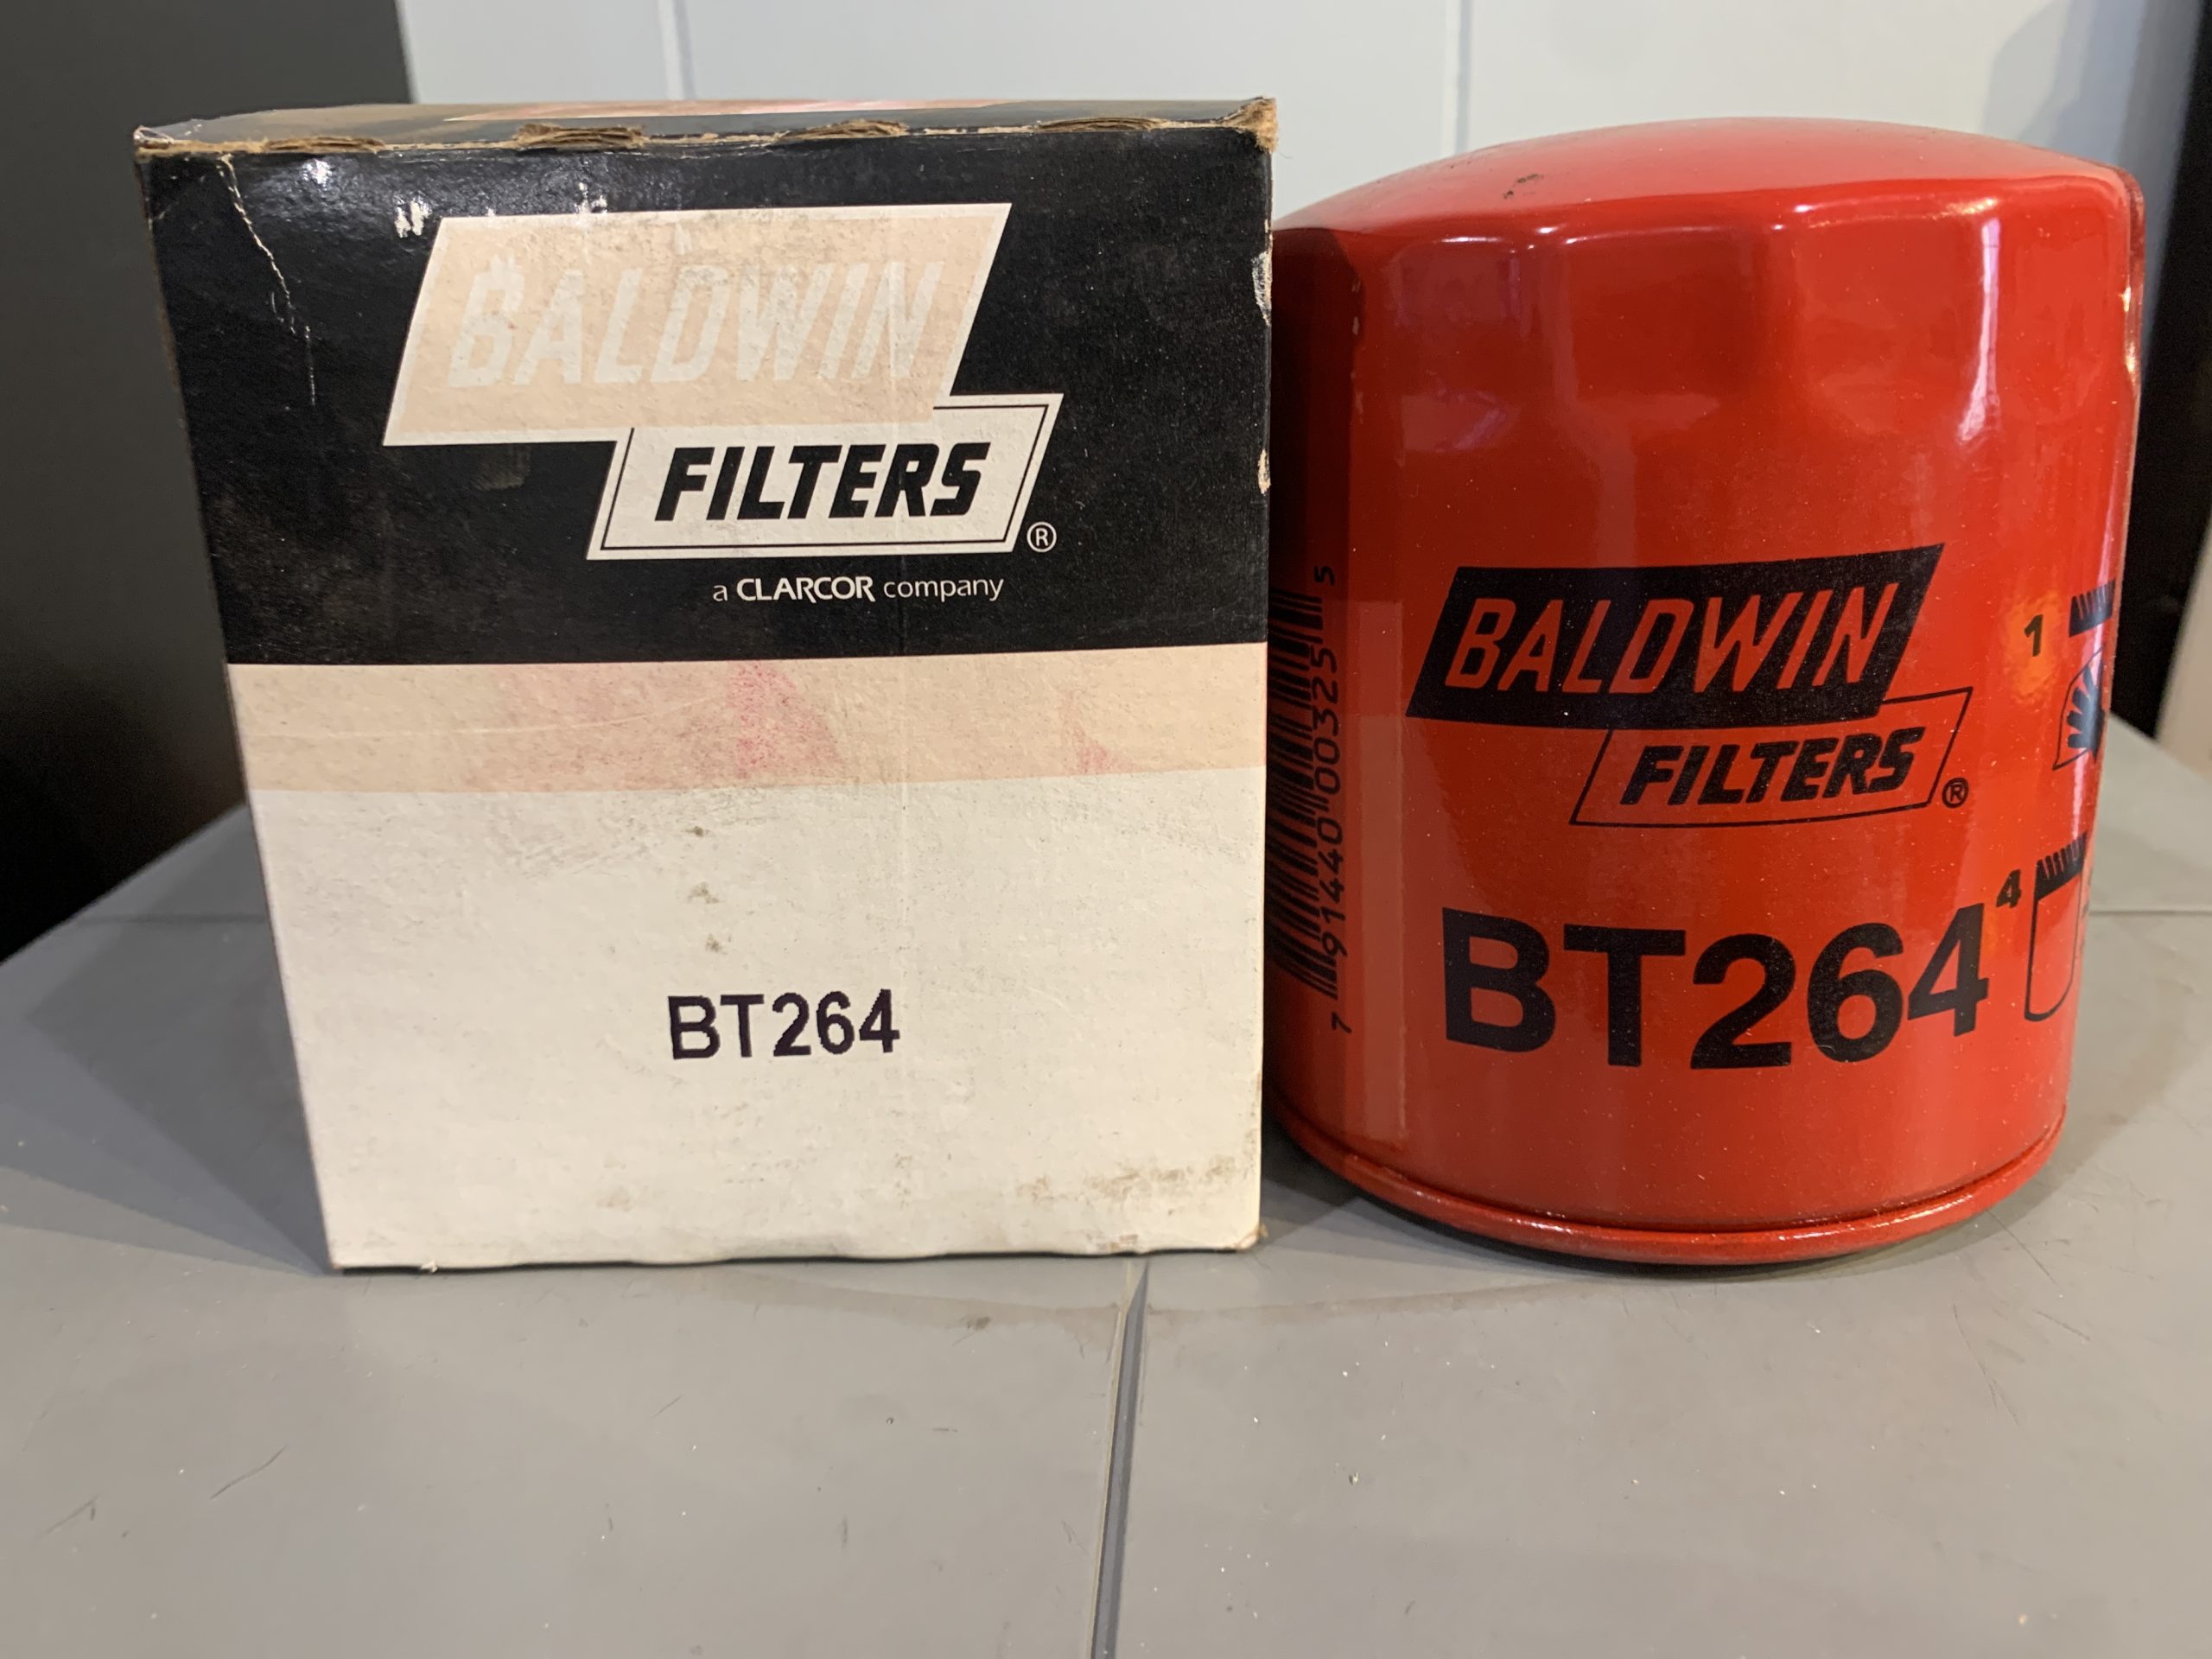 BALDWIN
FILTERS®
a CLARCOR company
BT264
BALDWIN
FILTERS®
BT264
1
4
7 91440 00325 5